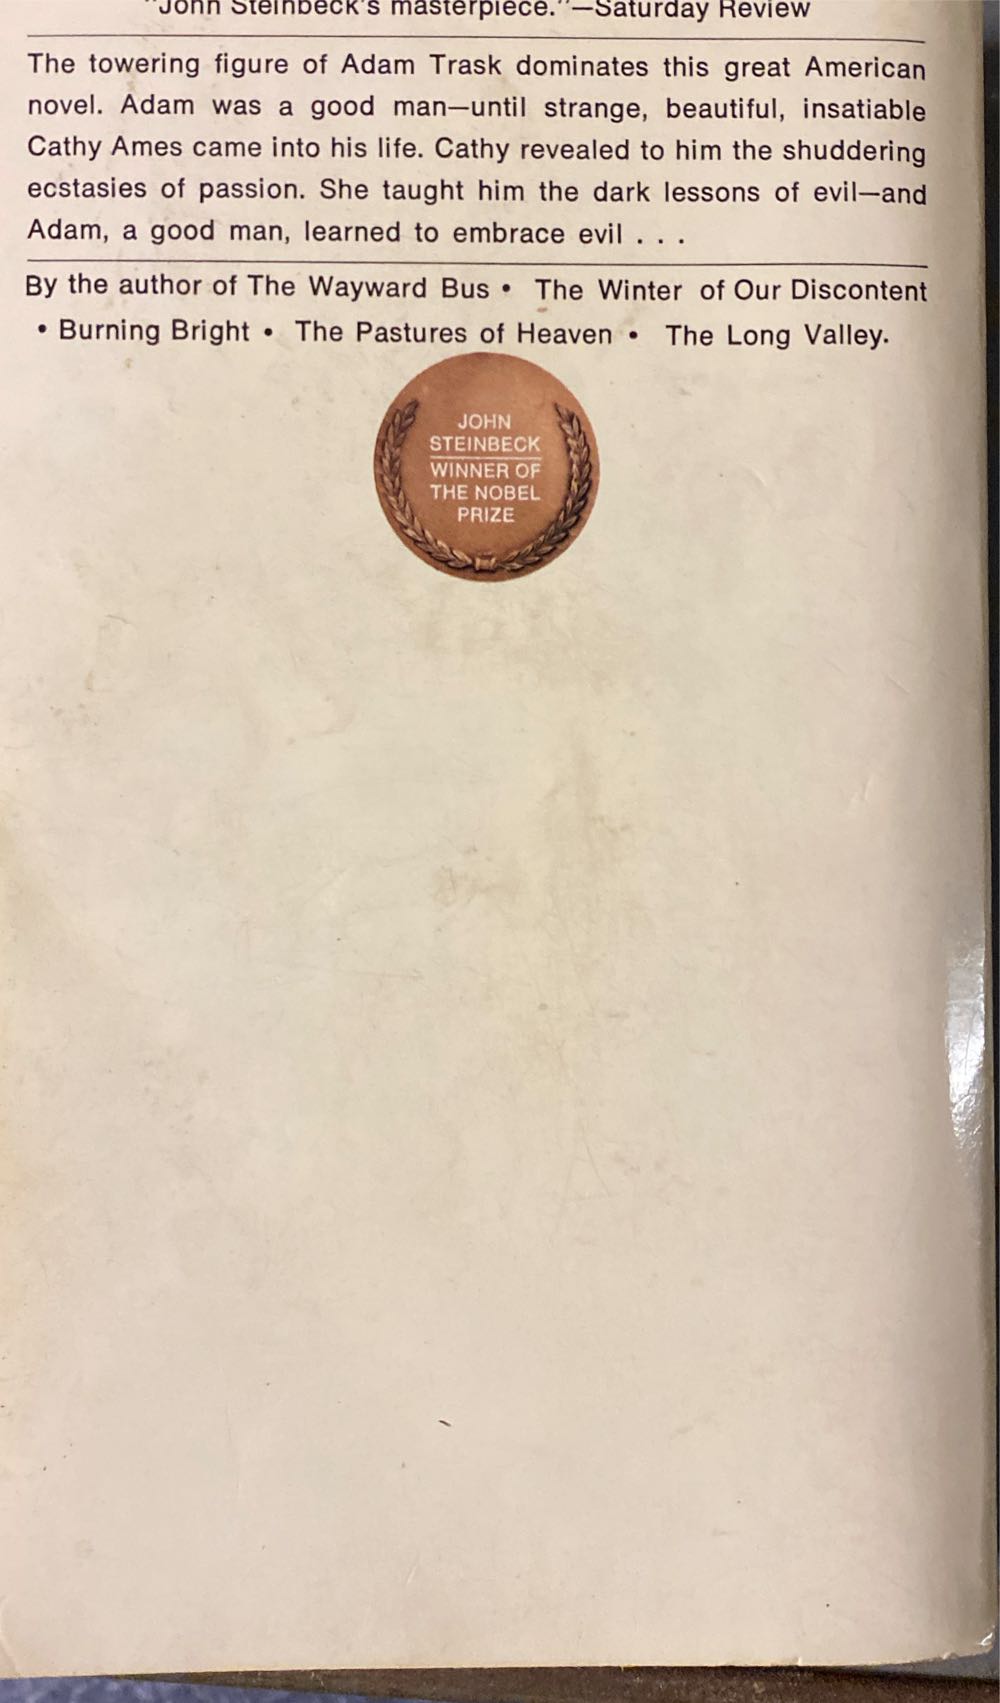 "John Steinbeck's masterpiece."—Saturday Review
The towering figure of Adam Trask dominates this great American
novel. Adam was a good man—until strange, beautiful, insatiable
Cathy Ames came into his life. Cathy revealed to him the shuddering
ecstasies of passion. She taught him the dark lessons of evil—and
Adam, a good man, learned to embrace evil . . .
By the author of The Wayward Bus • The Winter of Our Discontent
• Burning Bright • The Pastures of Heaven • The Long Valley.
JOHN
STEINBECK
WINNER OF
THE NOBEL
PRIZE